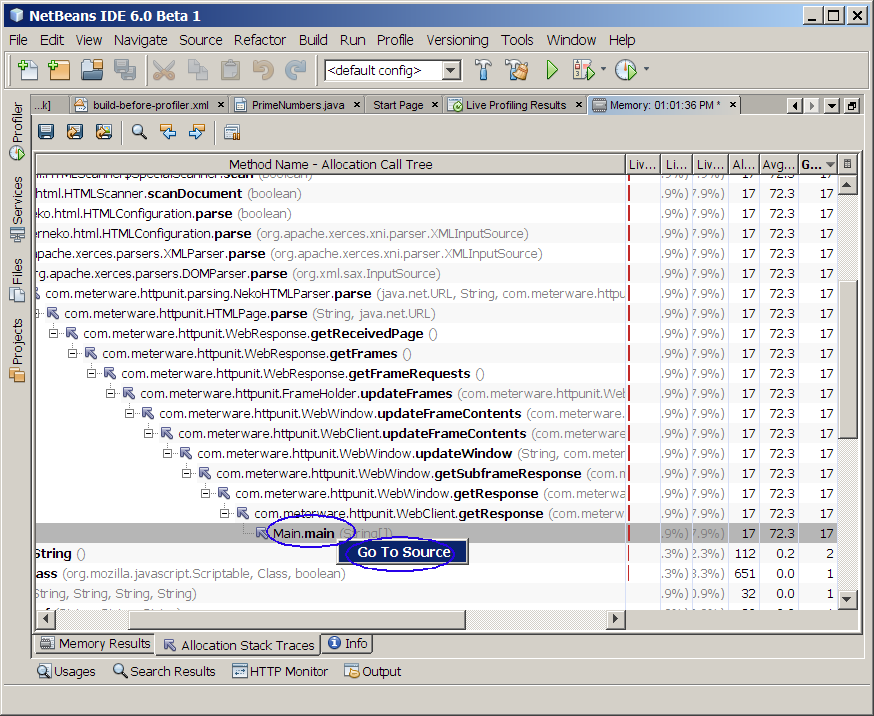 NetBeans IDE 6.0 Beta 1
File Edit View Navigate Source Refactor Build Run Profile Versioning Tools Window Help
<default config>
...k] build-before-profiler.xml × PrimeNumbers.java × Start Page × Live Profiling Results × Memory: 01:01:36 PM * ×
Profiler
Services
Files
Projects
Method Name - Allocation Call Tree Liv... Li... Liv... Al... Avg... G...
.HTMLScanner$SpecialScanner.scan (boolean) .9%) 7.9%) 17 72.3 17
html.HTMLScanner.scanDocument (boolean) .9%) 7.9%) 17 72.3 17
eko.html.HTMLConfiguration.parse (boolean) .9%) 7.9%) 17 72.3 17
erneko.html.HTMLConfiguration.parse (org.apache.xerces.xni.parser.XMLInputSource) .9%) 7.9%) 17 72.3 17
apache.xerces.parsers.XMLParser.parse (org.apache.xerces.xni.parser.XMLInputSource) .9%) 7.9%) 17 72.3 17
rg.apache.xerces.parsers.DOMParser.parse (org.xml.sax.InputSource) .9%) 7.9%) 17 72.3 17
com.meterware.httpunit.parsing.NekoHTMLParser.parse (java.net.URL, String, com.meterware.httpu .9%) 7.9%) 17 72.3 17
com.meterware.httpunit.HTMLPage.parse (String, java.net.URL) .9%) 7.9%) 17 72.3 17
com.meterware.httpunit.WebResponse.getReceivedPage () .9%) 7.9%) 17 72.3 17
com.meterware.httpunit.WebResponse.getFrames () .9%) 7.9%) 17 72.3 17
com.meterware.httpunit.WebResponse.getFrameRequests () .9%) 7.9%) 17 72.3 17
com.meterware.httpunit.FrameHolder.updateFrames (com.meterware.httpunit.Wel .9%) 7.9%) 17 72.3 17
com.meterware.httpunit.WebWindow.updateFrameContents (com.meterwar .9%) 7.9%) 17 72.3 17
com.meterware.httpunit.WebClient.updateFrameContents (com.meterware .9%) 7.9%) 17 72.3 17
com.meterware.httpunit.WebWindow.updateWindow (String, com.meter .9%) 7.9%) 17 72.3 17
com.meterware.httpunit.WebWindow.getSubframeResponse (com.m .9%) 7.9%) 17 72.3 17
com.meterware.httpunit.WebWindow.getResponse (com.meterwa .9%) 7.9%) 17 72.3 17
com.meterware.httpunit.WebClient.getResponse (com.meterw .9%) 7.9%) 17 72.3 17
Main.main (String[]) .9%) 7.9%) 17 72.3 17
Go To Source
String () .3%) 2.3%) 112 0.2 2
lass (org.mozilla.javascript.Scriptable, Class, boolean) .3%) 3.3%) 651 0.0 1
String, String, String, String) .9%) 0.9%) 32 0.0 1
Memory Results Allocation Stack Traces Info
Usages Search Results HTTP Monitor Output